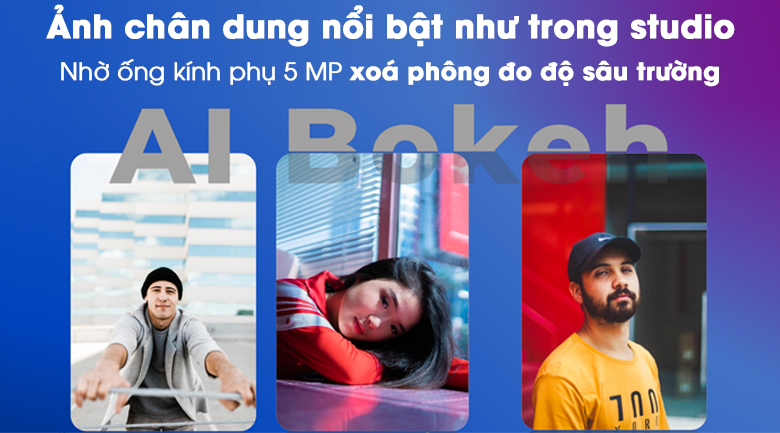 Ảnh chân dung nổi bật như trong studio
Nhờ ống kính phụ 5 MP xoá phông đo độ sâu trường
AI Bokeh